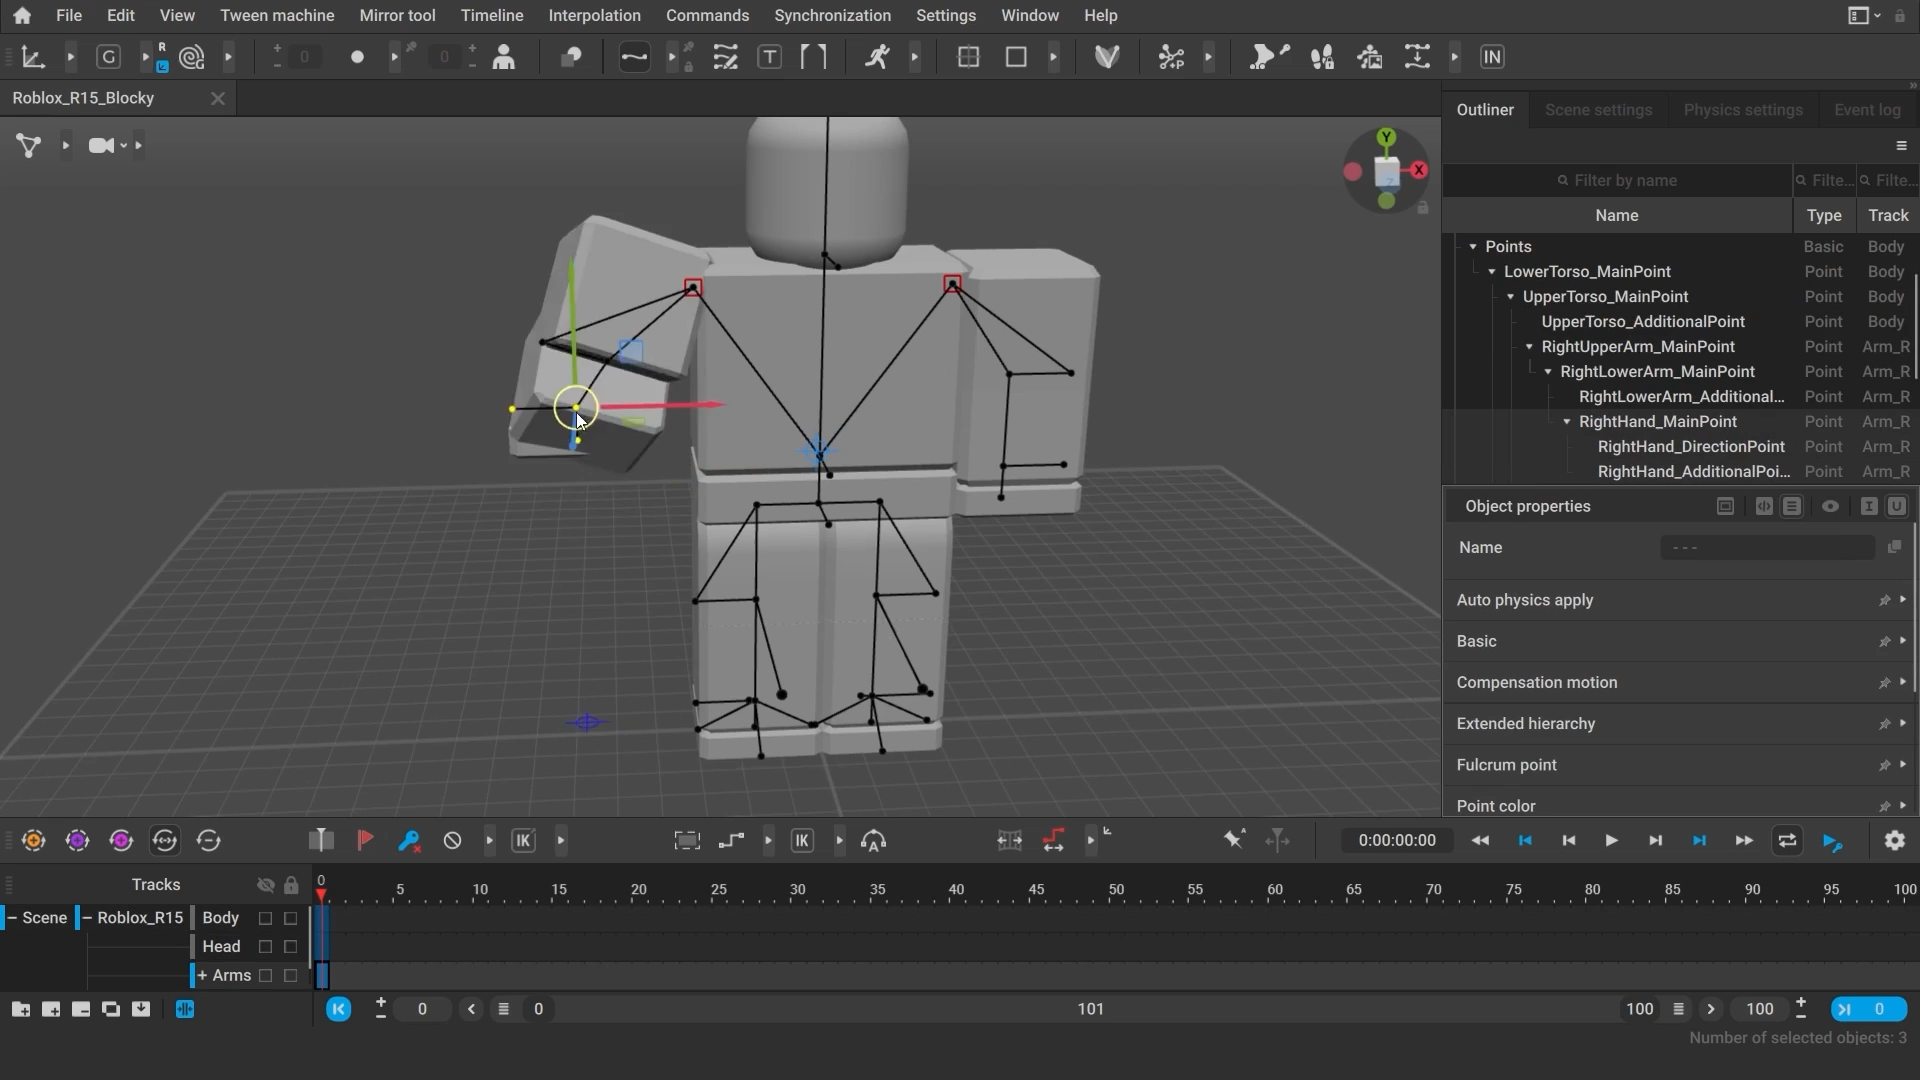 File Edit View Tween machine Mirror tool Timeline Interpolation Commands Synchronization Settings Window Help
G R 0 0 T P IN
Roblox_R15_Blocky
Outliner Scene settings Physics settings Event log
Y
X
Z
Filter by name Filte... Filte...
Name Type Track
Points Basic Body
LowerTorso_MainPoint Point Body
UpperTorso_MainPoint Point Body
UpperTorso_AdditionalPoint Point Body
RightUpperArm_MainPoint Point Arm_R
RightLowerArm_MainPoint Point Arm_R
RightLowerArm_Additional... Point Arm_R
RightHand_MainPoint Point Arm_R
RightHand_DirectionPoint Point Arm_R
RightHand_AdditionalPoi... Point Arm_R
Object properties I U
Name ---
Auto physics apply
Basic
Compensation motion
Extended hierarchy
Fulcrum point
Point color
IK IK A A 0:00:00:00
Tracks 0 5 10 15 20 25 30 35 40 45 50 55 60 65 70 75 80 85 90 95 100
− Scene − Roblox_R15 Body
Head
+ Arms
0 0 101 100 100 0
Number of selected objects: 3